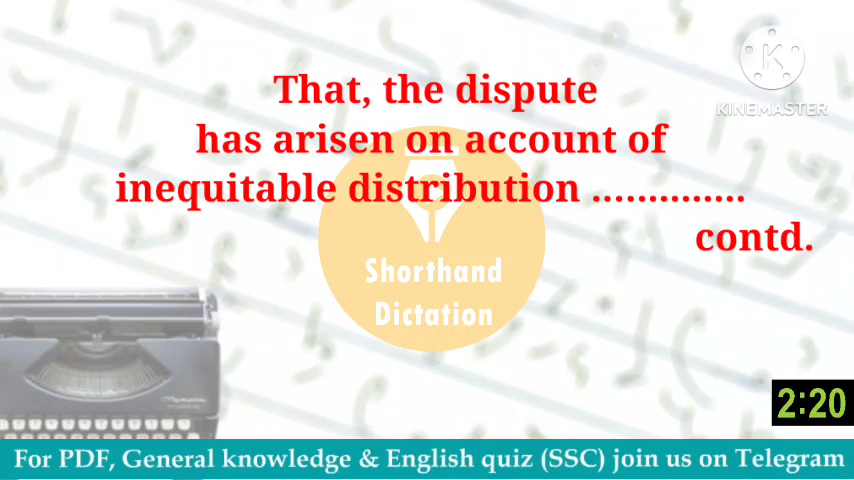 That, the dispute
has arisen on account of
inequitable distribution ..............
contd.
KINEMASTER
Shorthand
Dictation
2:20
For PDF, General knowledge & English quiz (SSC) join us on Telegram